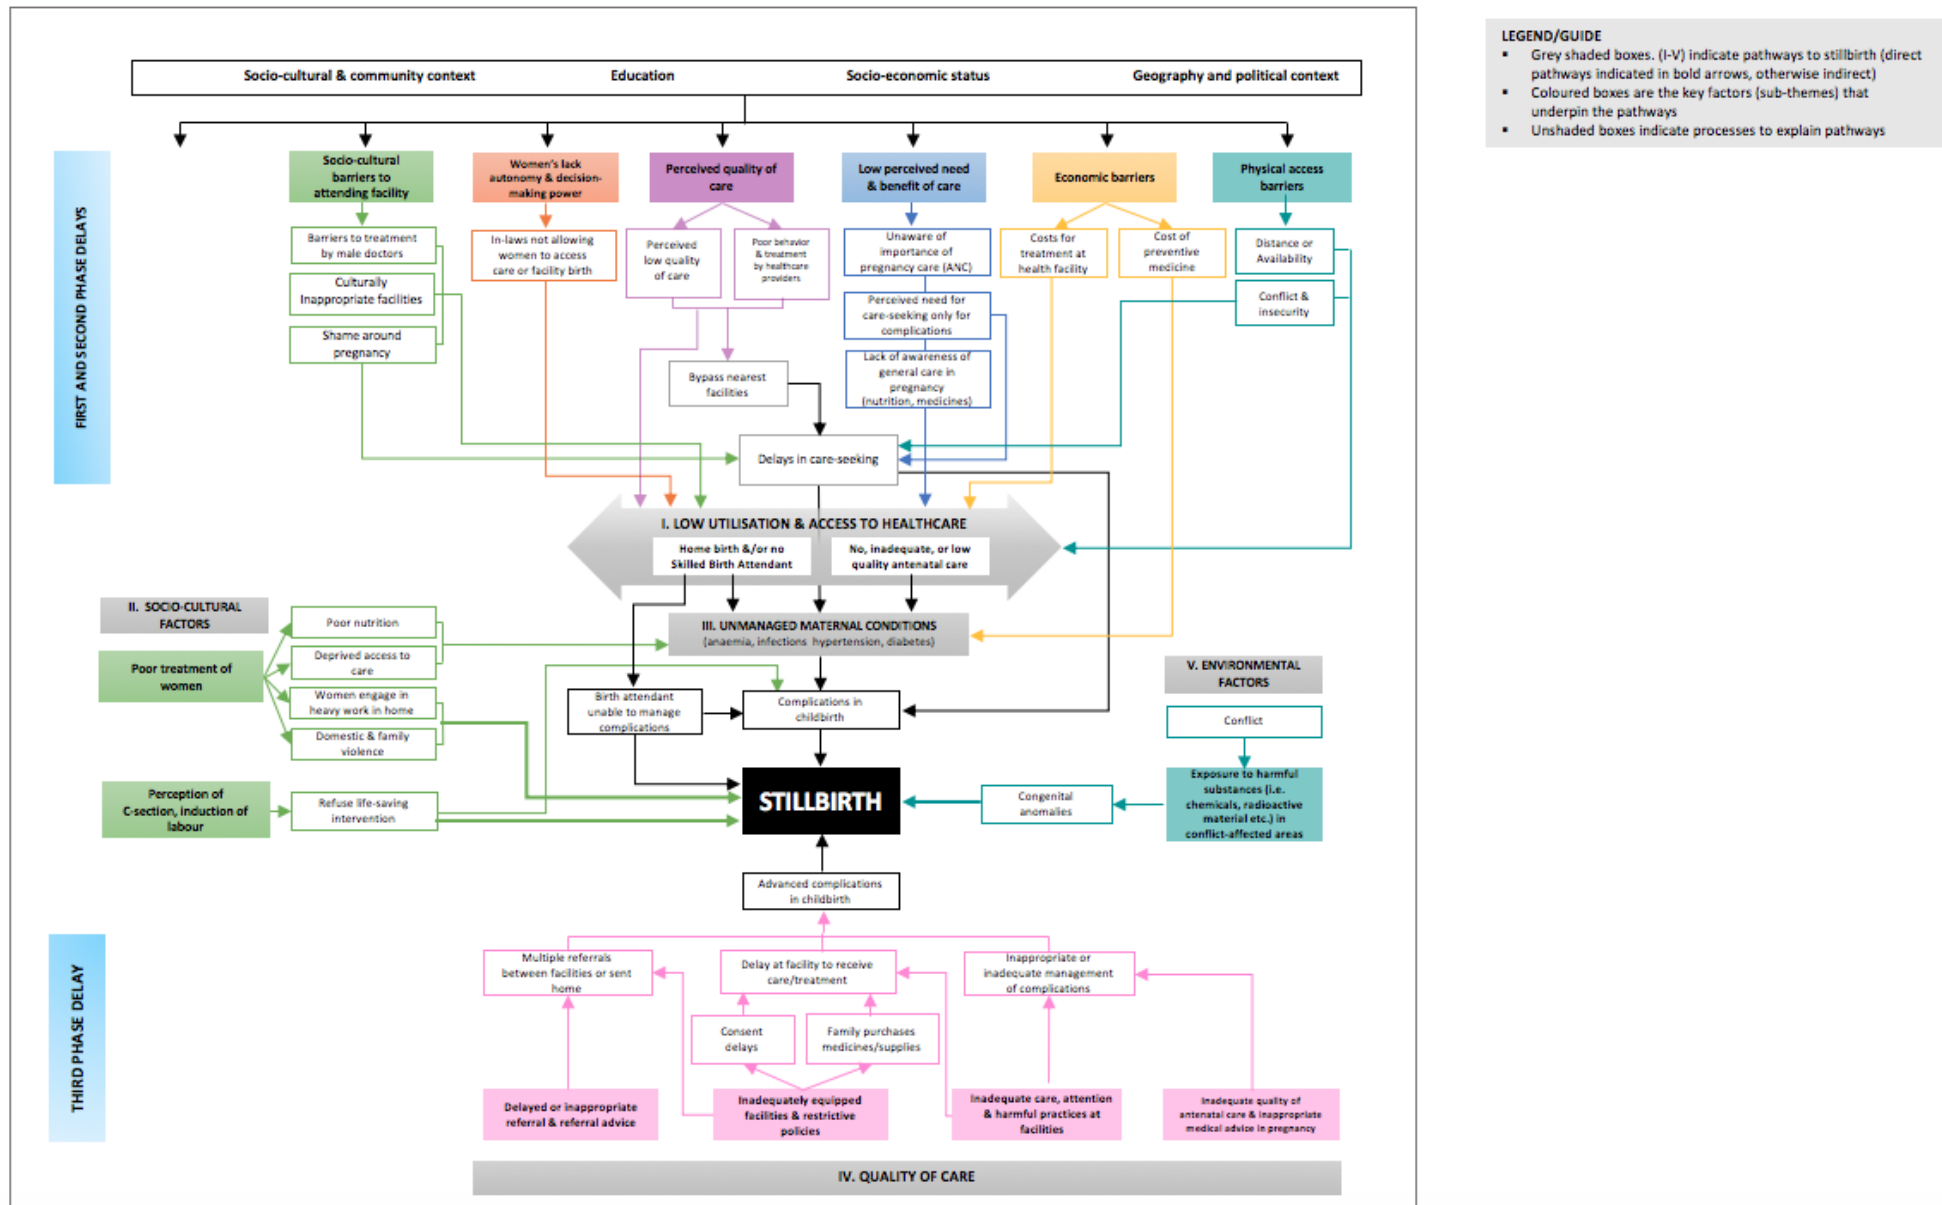 LEGEND/GUIDE
▪ Grey shaded boxes. (I-V) indicate pathways to stillbirth (direct
pathways indicated in bold arrows, otherwise indirect)
▪ Coloured boxes are the key factors (sub-themes) that
underpin the pathways
▪ Unshaded boxes indicate processes to explain pathways
Socio-cultural & community context
Education
Socio-economic status
Geography and political context
FIRST AND SECOND PHASE DELAYS
Socio-cultural
barriers to
attending facility
Women's lack
autonomy & decision-
making power
Perceived quality of
care
Low perceived need
& benefit of care
Economic barriers
Physical access
barriers
Barriers to treatment
by male doctors
Culturally
Inappropriate facilities
Shame around
pregnancy
In-laws not allowing
women to access
care or facility birth
Perceived
low quality
of care
Poor behavior
& treatment
by healthcare
providers
Unaware of
importance of
pregnancy care (ANC)
Perceived need for
care-seeking only for
complications
Lack of awareness of
general care in
pregnancy
(nutrition, medicines)
Costs for
treatment at
health facility
Cost of
preventive
medicine
Distance or
Availability
Conflict &
insecurity
Bypass nearest
facilities
Delays in care-seeking
I. LOW UTILISATION & ACCESS TO HEALTHCARE
Home birth &/or no
Skilled Birth Attendant
No, inadequate, or low
quality antenatal care
II. SOCIO-CULTURAL
FACTORS
Poor treatment of
women
Poor nutrition
Deprived access to
care
Women engage in
heavy work in home
Domestic & family
violence
III. UNMANAGED MATERNAL CONDITIONS
(anaemia, infections hypertension, diabetes)
Birth attendant
unable to manage
complications
Complications in
childbirth
V. ENVIRONMENTAL
FACTORS
Conflict
Exposure to harmful
substances (i.e.
chemicals, radioactive
material etc.) in
conflict-affected areas
Congenital
anomalies
Perception of
C-section, induction of
labour
Refuse life-saving
intervention
STILLBIRTH
Advanced complications
in childbirth
THIRD PHASE DELAY
Multiple referrals
between facilities or sent
home
Delay at facility to receive
care/treatment
Inappropriate or
inadequate management
of complications
Consent
delays
Family purchases
medicines/supplies
Delayed or inappropriate
referral & referral advice
Inadequately equipped
facilities & restrictive
policies
Inadequate care, attention
& harmful practices at
facilities
Inadequate quality of
antenatal care & inappropriate
medical advice in pregnancy
IV. QUALITY OF CARE